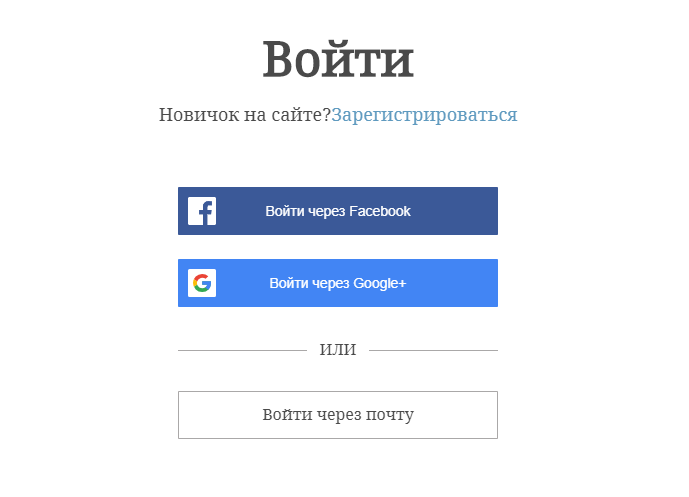 Войти
Новичок на сайте?Зарегистрироваться
Войти через Facebook
Войти через Google+
ИЛИ
Войти через почту